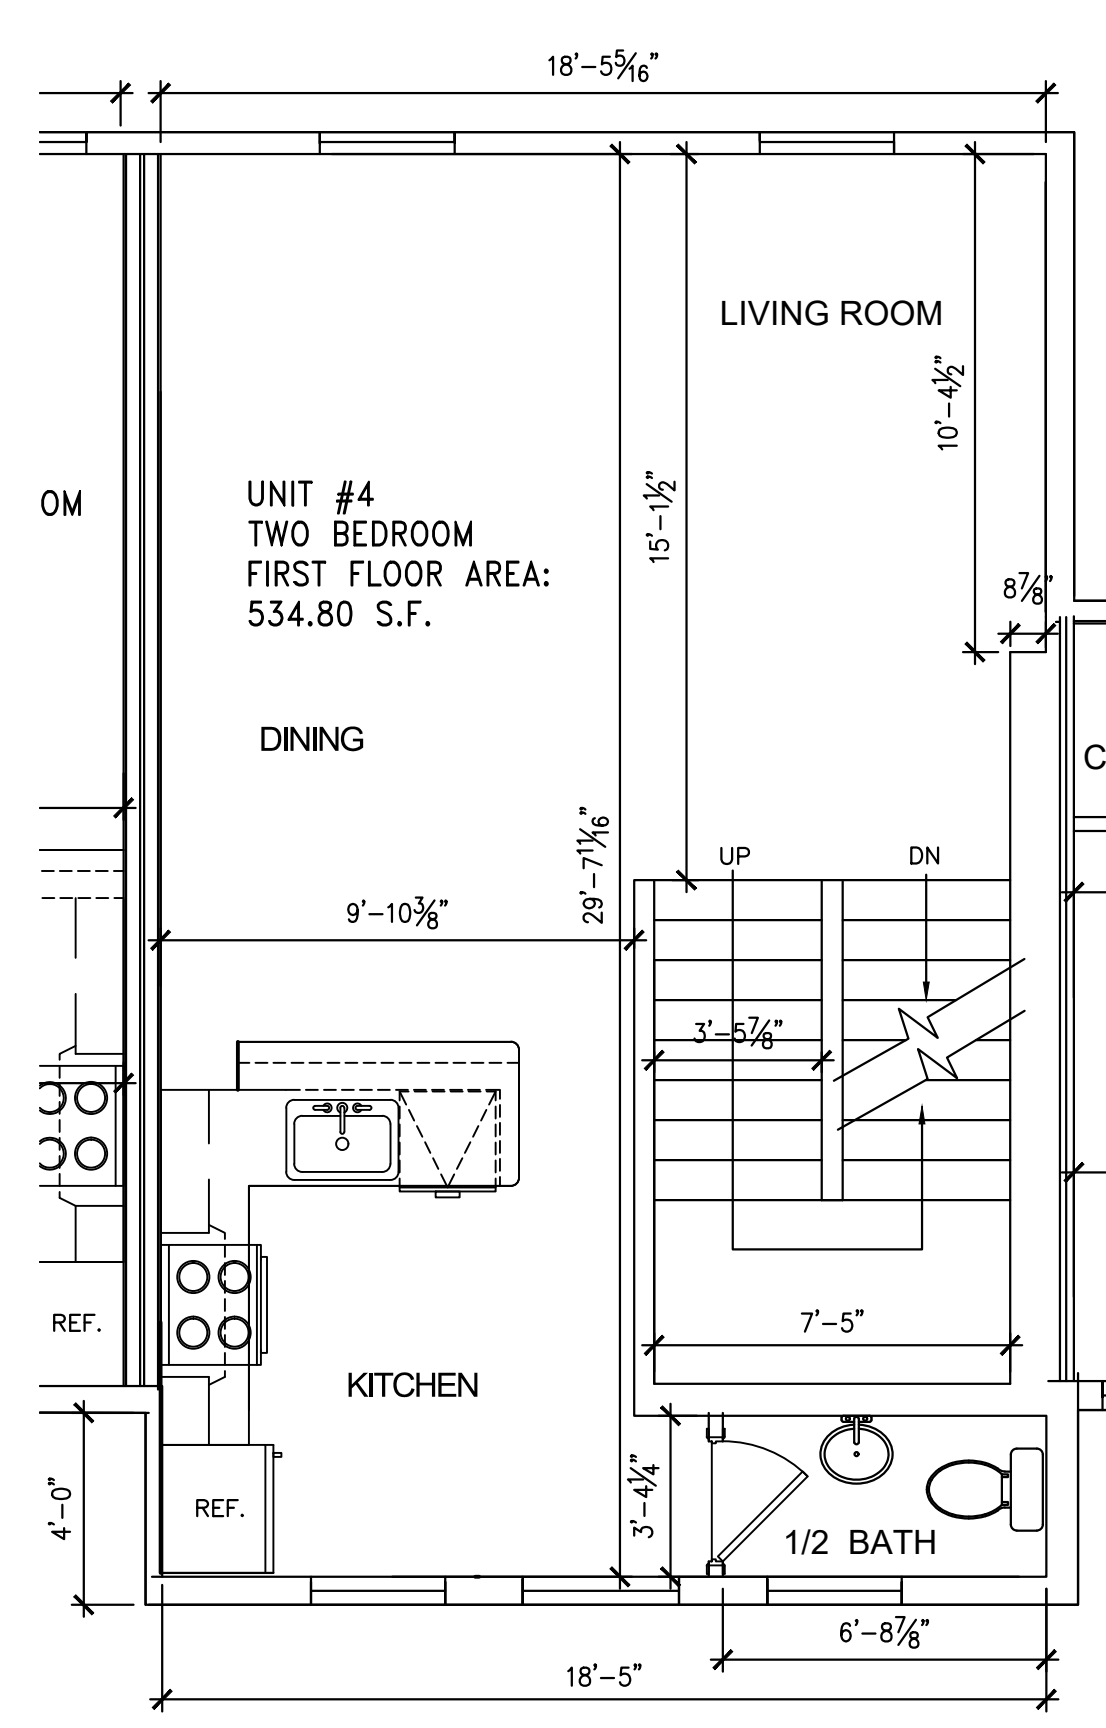 18'-5 5/16"
LIVING ROOM
10'-4 1/2"
15'-1 1/2"
UNIT #4
TWO BEDROOM
FIRST FLOOR AREA:
534.80 S.F.
OM
8 7/8"
DINING
C
29'-7 11/16"
UP
DN
9'-10 3/8"
3'-5 7/8"
REF.
7'-5"
KITCHEN
4'-0"
REF.
3'-4 1/4"
1/2 BATH
6'-8 7/8"
18'-5"